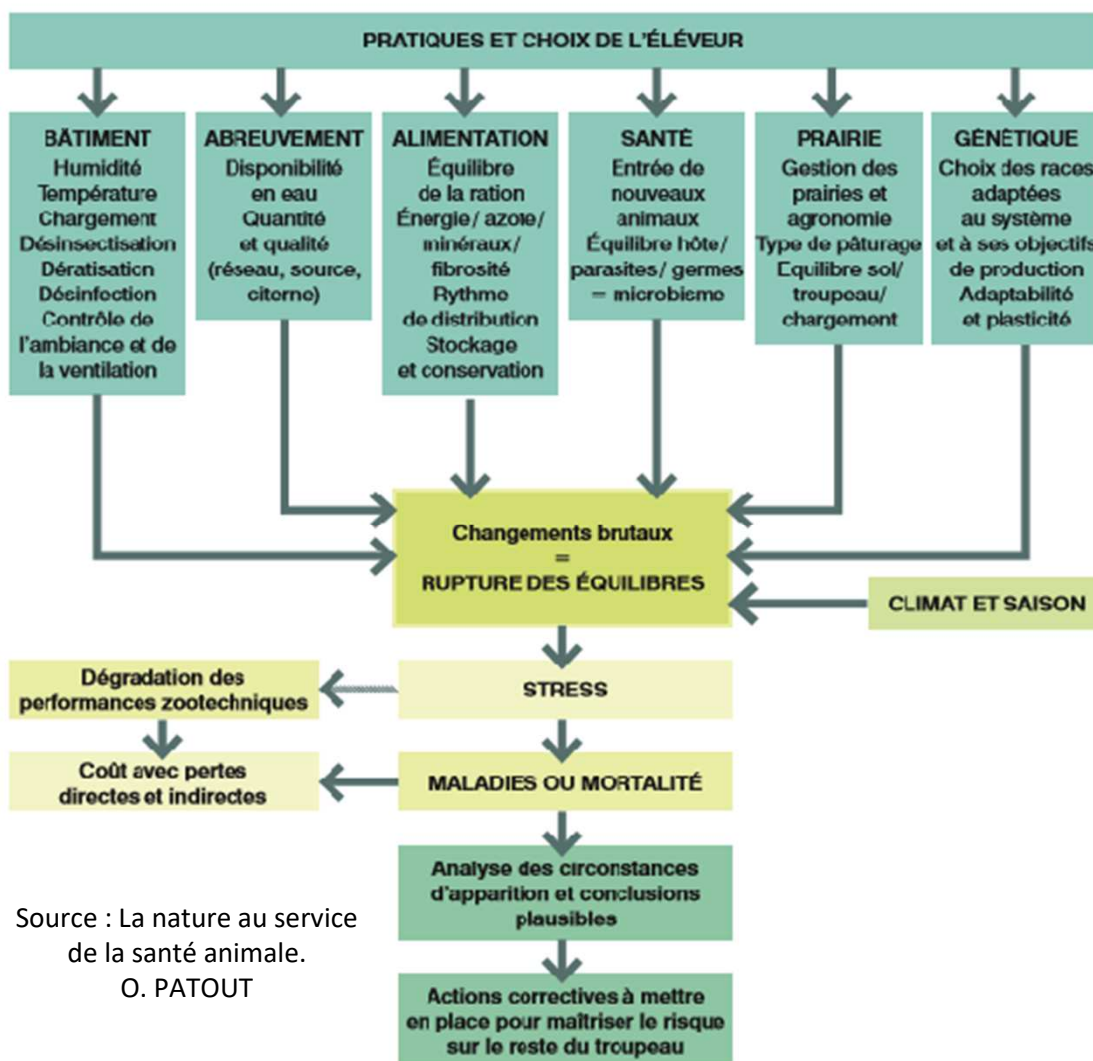 PRATIQUES ET CHOIX DE L'ÉLÉVEUR
BÂTIMENT
Humidité
Température
Chargement
Désinsectisation
Dératisation
Désinfection
Contrôle de
l'ambiance et de
la ventilation
ABREUVEMENT
Disponibilité
en eau
Quantité
et qualité
(réseau, source,
citerne)
ALIMENTATION
Équilibre
de la ration
Énergie/ azote/
minéraux/
fibrosité
Rythme
de distribution
Stockage
et conservation
SANTÉ
Entrée de
nouveaux
animaux
Équilibre hôte/
parasites/ germes
= microbisme
PRAIRIE
Gestion des
prairies et
agronomie
Type de pâturage
Equilibre sol/
troupeau/
chargement
GÉNÉTIQUE
Choix des races
adaptées
au système
et à ses objectifs
de production
Adaptabilité
et plasticité
Changements brutaux
=
RUPTURE DES ÉQUILIBRES
CLIMAT ET SAISON
Dégradation des
performances zootechniques
STRESS
Coût avec pertes
directes et indirectes
MALADIES OU MORTALITÉ
Analyse des circonstances
d'apparition et conclusions
plausibles
Source : La nature au service
de la santé animale.
O. PATOUT
Actions correctives à mettre
en place pour maîtriser le risque
sur le reste du troupeau